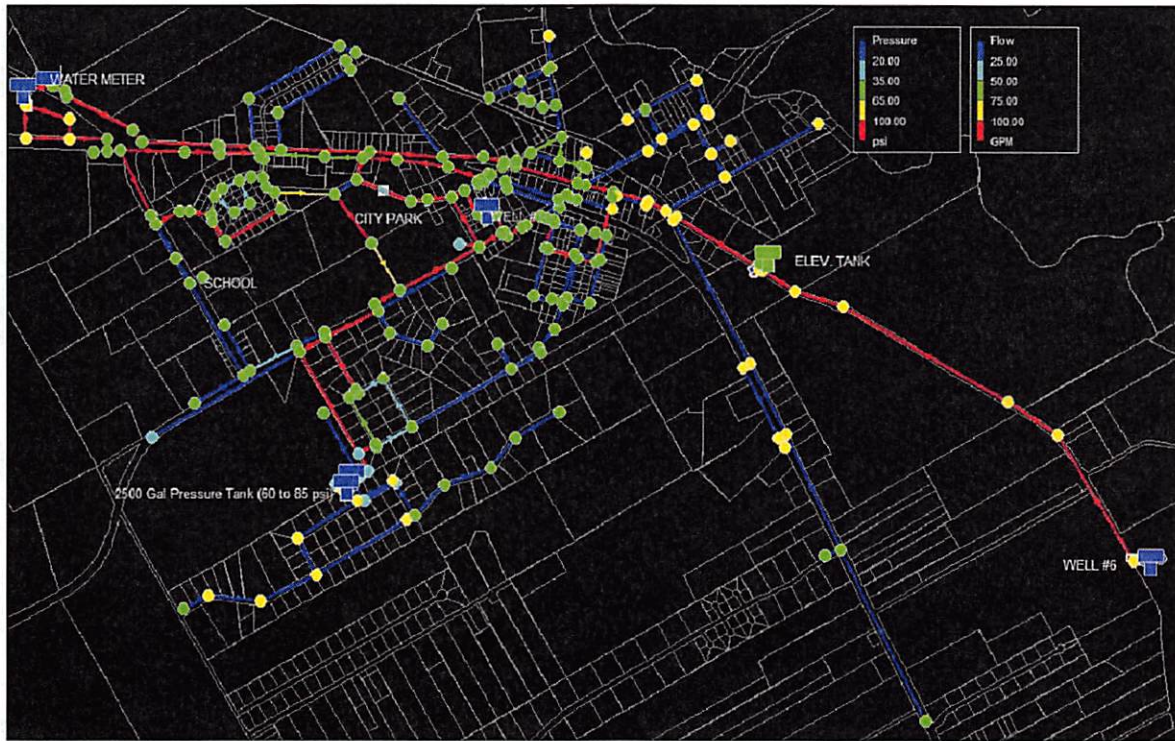 Pressure
20.00
35.00
65.00
100.00
psi
Flow
25.00
50.00
75.00
100.00
GPM
WATER METER
CITY PARK
WELL #
ELEV. TANK
SCHOOL
2500 Gal Pressure Tank (60 to 85 psi)
WELL #6